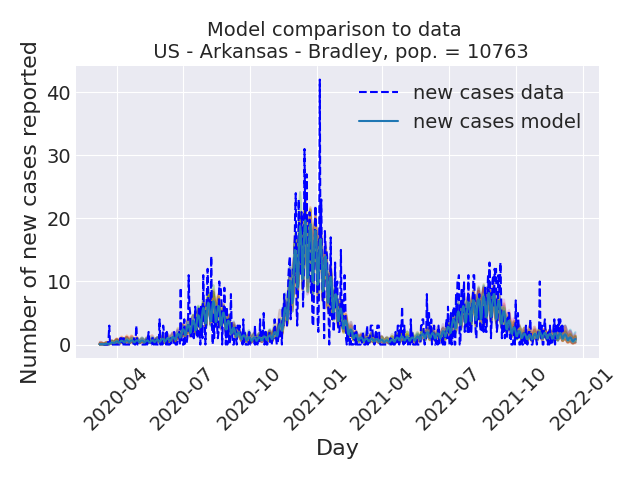 Model comparison to data
US - Arkansas - Bradley, pop. = 10763
Number of new cases reported
40
30
20
10
0
new cases data
new cases model
2020-04
2020-07
2020-10
2021-01
2021-04
2021-07
2021-10
2022-01
Day